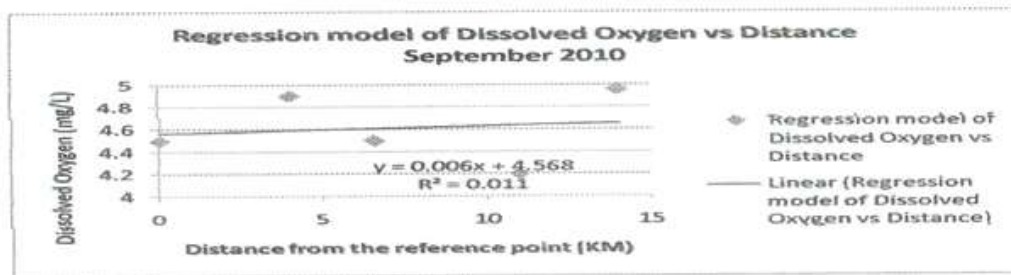 Regression model of Dissolved Oxygen vs Distance
September 2010
Dissolved Oxygen (mg/L)
5
4.8
4.6
4.4
4.2
4
y = 0.006x + 4.568
R² = 0.011
0
5
10
15
Distance from the reference point (KM)
Regression model of
Dissolved Oxygen vs
Distance
Linear (Regression
model of Dissolved
Oxygen vs Distance)